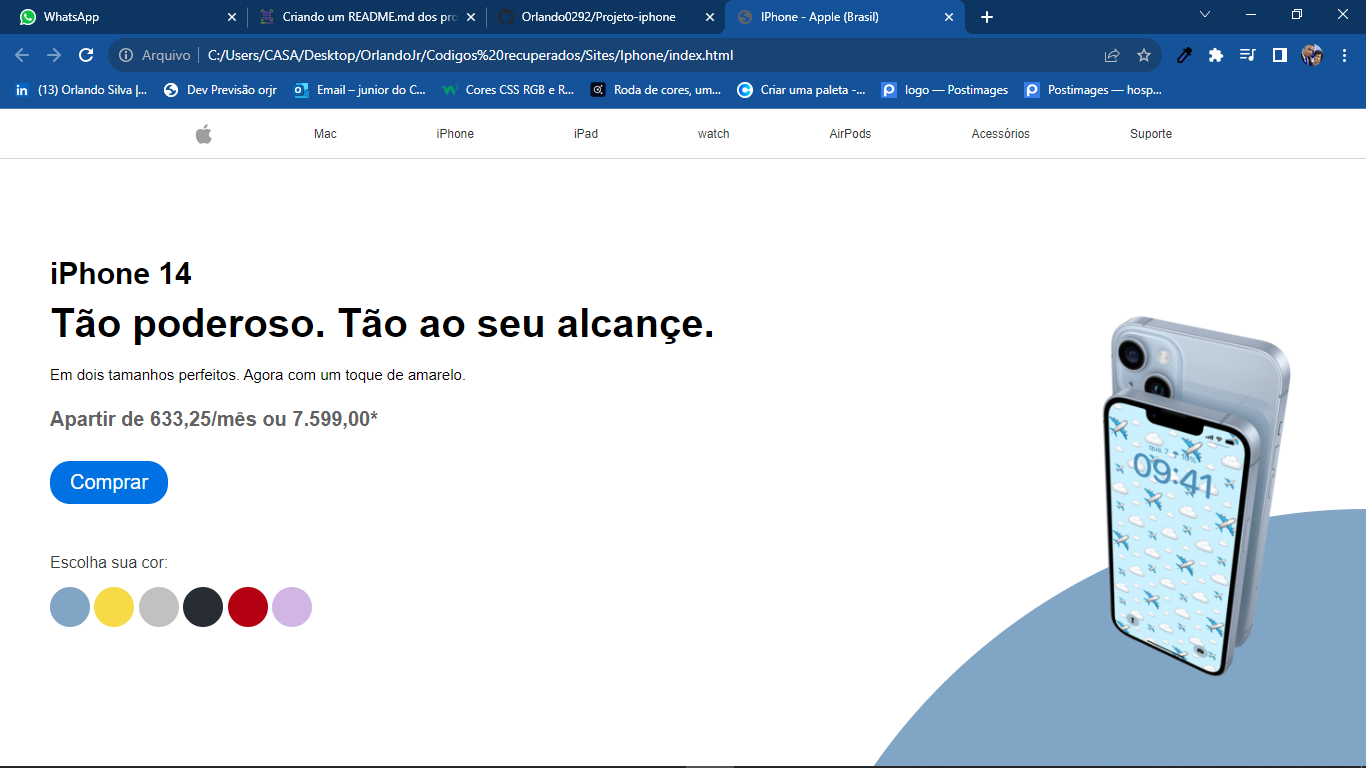 WhatsApp
Criando um README.md dos pro
Orlando0292/Projeto-iphone
IPhone - Apple (Brasil)
Arquivo
C:/Users/CASA/Desktop/OrlandoJr/Codigos%20recuperados/Sites/Iphone/index.html
(13) Orlando Silva |...
Dev Previsão orjr
Email – junior do C...
Cores CSS RGB e R...
Roda de cores, um...
Criar uma paleta -...
logo — Postimages
Postimages — hosp...
Mac
iPhone
iPad
watch
AirPods
Acessórios
Suporte
iPhone 14
Tão poderoso. Tão ao seu alcançe.
Em dois tamanhos perfeitos. Agora com um toque de amarelo.
Apartir de 633,25/mês ou 7.599,00*
Comprar
Escolha sua cor:
qua 7 10%
09:41